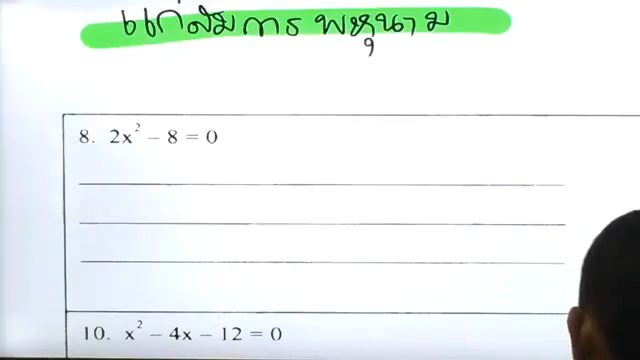 แก้สมการ พหุนาม
8. 2x² − 8 = 0
10. x² − 4x − 12 = 0